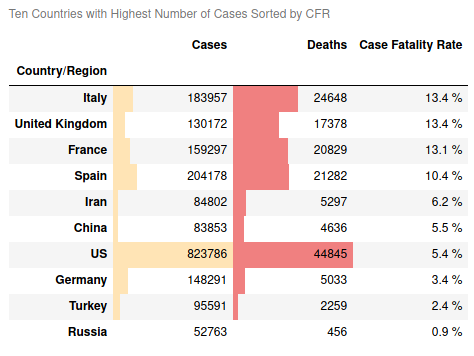 Ten Countries with Highest Number of Cases Sorted by CFR
Cases Deaths Case Fatality Rate
Country/Region
Italy 183957 24648 13.4 %
United Kingdom 130172 17378 13.4 %
France 159297 20829 13.1 %
Spain 204178 21282 10.4 %
Iran 84802 5297 6.2 %
China 83853 4636 5.5 %
US 823786 44845 5.4 %
Germany 148291 5033 3.4 %
Turkey 95591 2259 2.4 %
Russia 52763 456 0.9 %